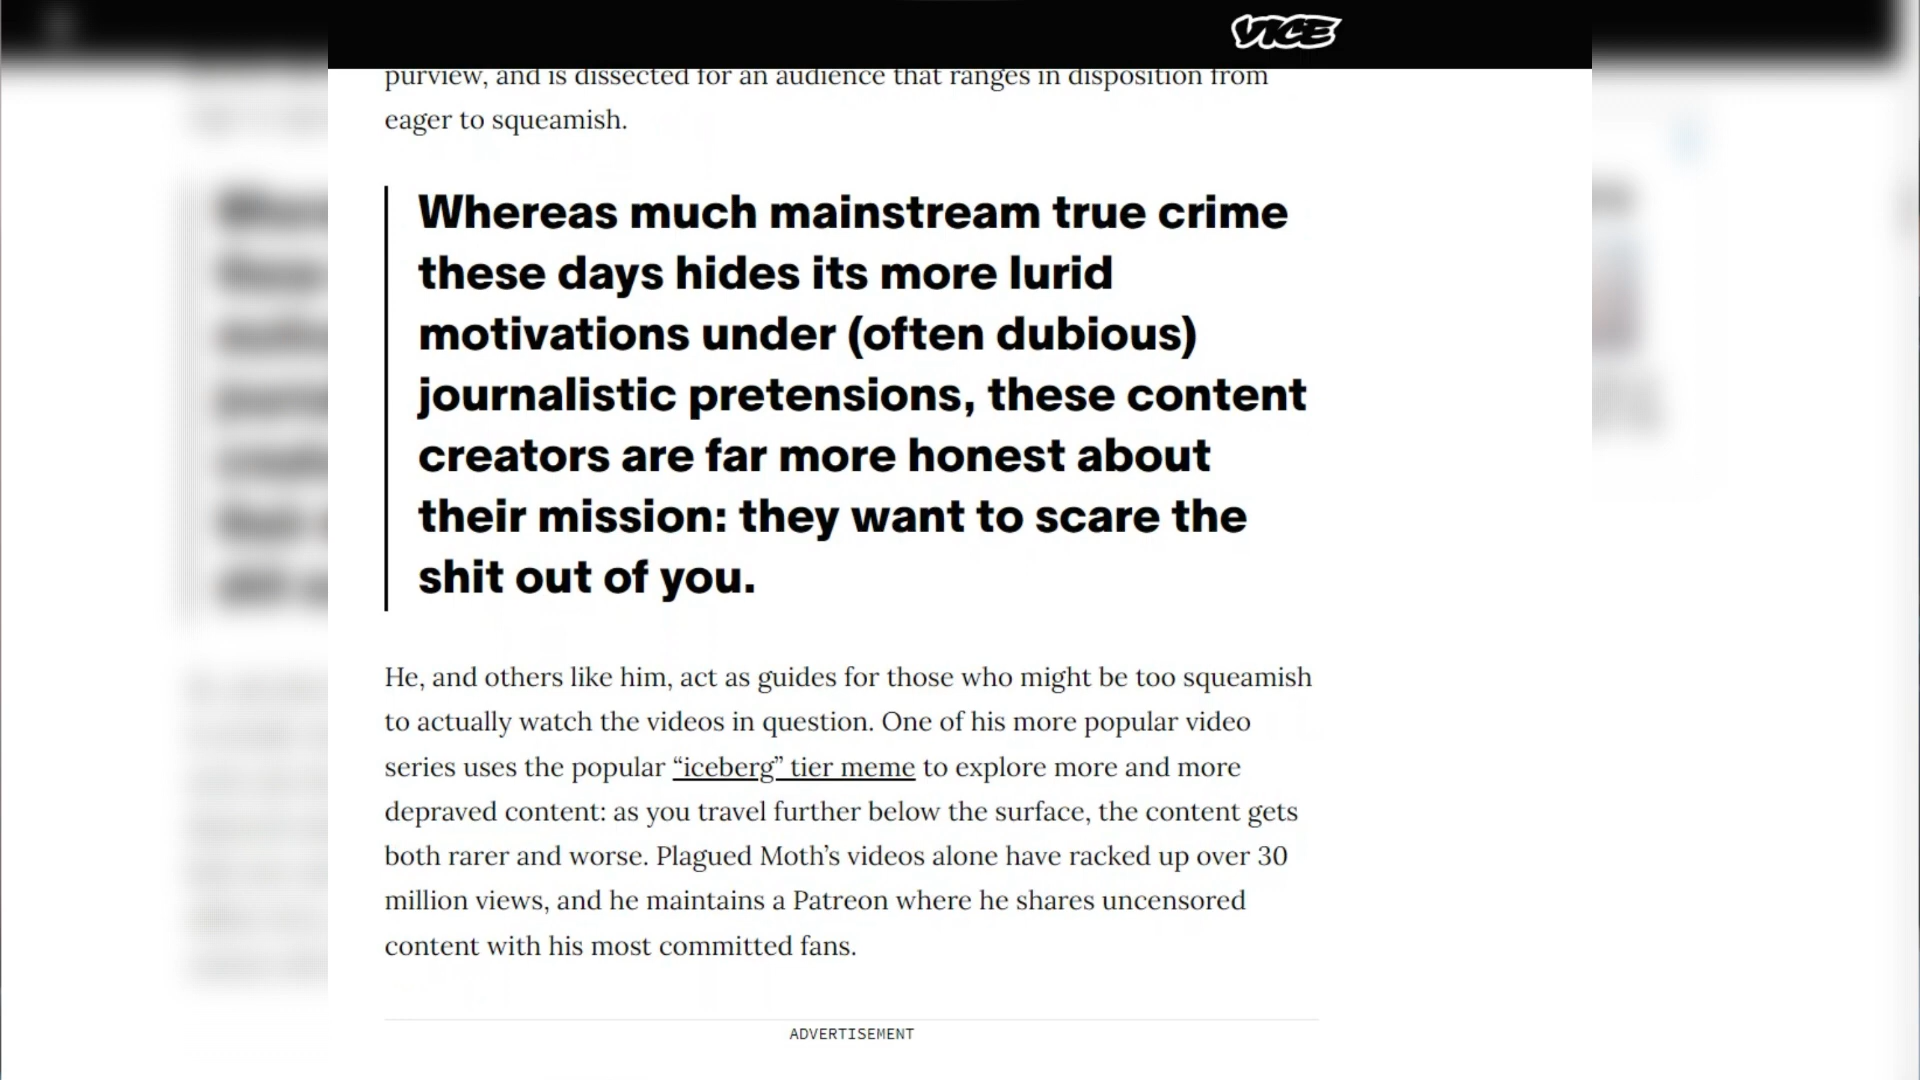 VICE
purview, and is dissected for an audience that ranges in disposition from
eager to squeamish.
Whereas much mainstream true crime
these days hides its more lurid
motivations under (often dubious)
journalistic pretensions, these content
creators are far more honest about
their mission: they want to scare the
shit out of you.
He, and others like him, act as guides for those who might be too squeamish
to actually watch the videos in question. One of his more popular video
series uses the popular “iceberg” tier meme to explore more and more
depraved content: as you travel further below the surface, the content gets
both rarer and worse. Plagued Moth’s videos alone have racked up over 30
million views, and he maintains a Patreon where he shares uncensored
content with his most committed fans.
ADVERTISEMENT